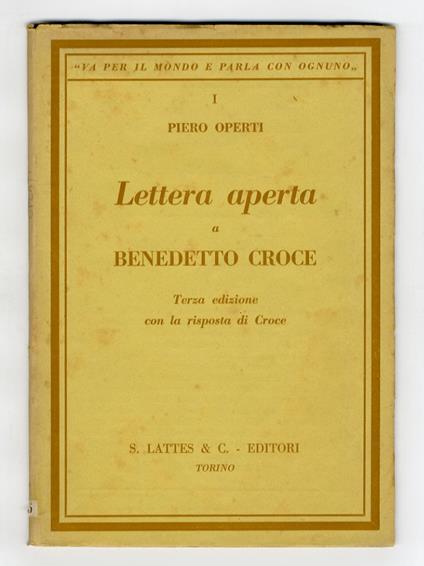 "VA PER IL MONDO E PARLA CON OGNUNO„
I
PIERO OPERTI
Lettera aperta
a
BENEDETTO CROCE
Terza edizione
con la risposta di Croce
S. LATTES & C. - EDITORI
TORINO